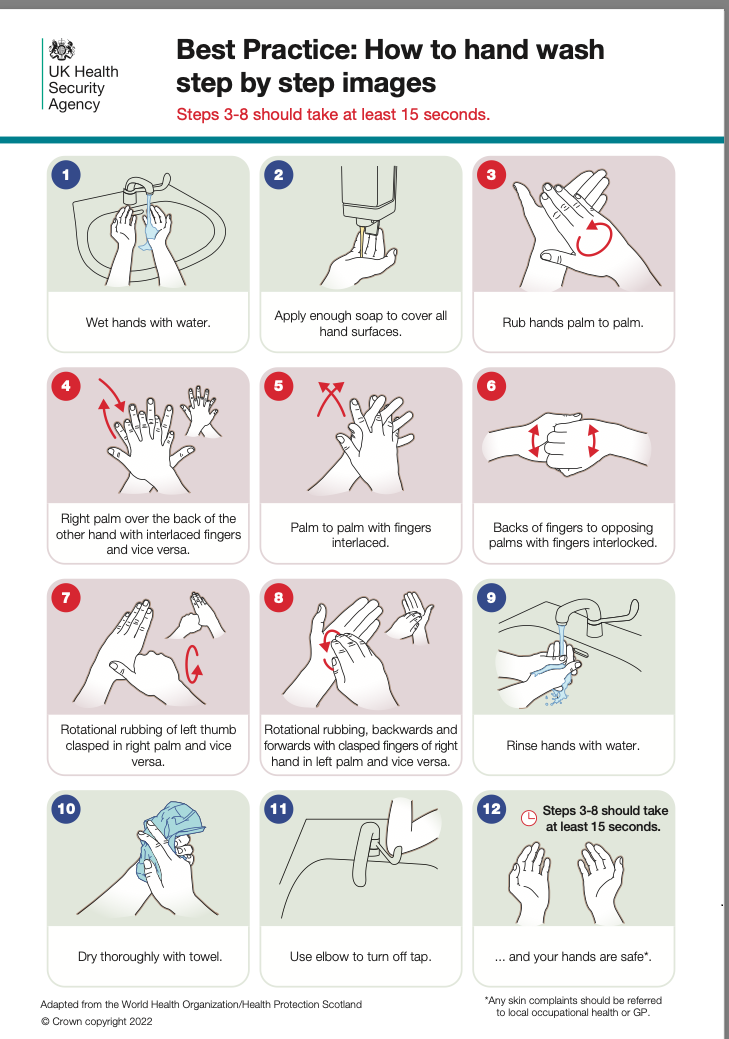 UK Health
Security
Agency
Best Practice: How to hand wash
step by step images
Steps 3-8 should take at least 15 seconds.
1
Wet hands with water.
2
Apply enough soap to cover all
hand surfaces.
3
Rub hands palm to palm.
4
Right palm over the back of the
other hand with interlaced fingers
and vice versa.
5
Palm to palm with fingers
interlaced.
6
Backs of fingers to opposing
palms with fingers interlocked.
7
Rotational rubbing of left thumb
clasped in right palm and vice
versa.
8
Rotational rubbing, backwards and
forwards with clasped fingers of right
hand in left palm and vice versa.
9
Rinse hands with water.
10
Dry thoroughly with towel.
11
Use elbow to turn off tap.
12
Steps 3-8 should take
at least 15 seconds.
... and your hands are safe*.
Adapted from the World Health Organization/Health Protection Scotland
© Crown copyright 2022
*Any skin complaints should be referred
to local occupational health or GP.